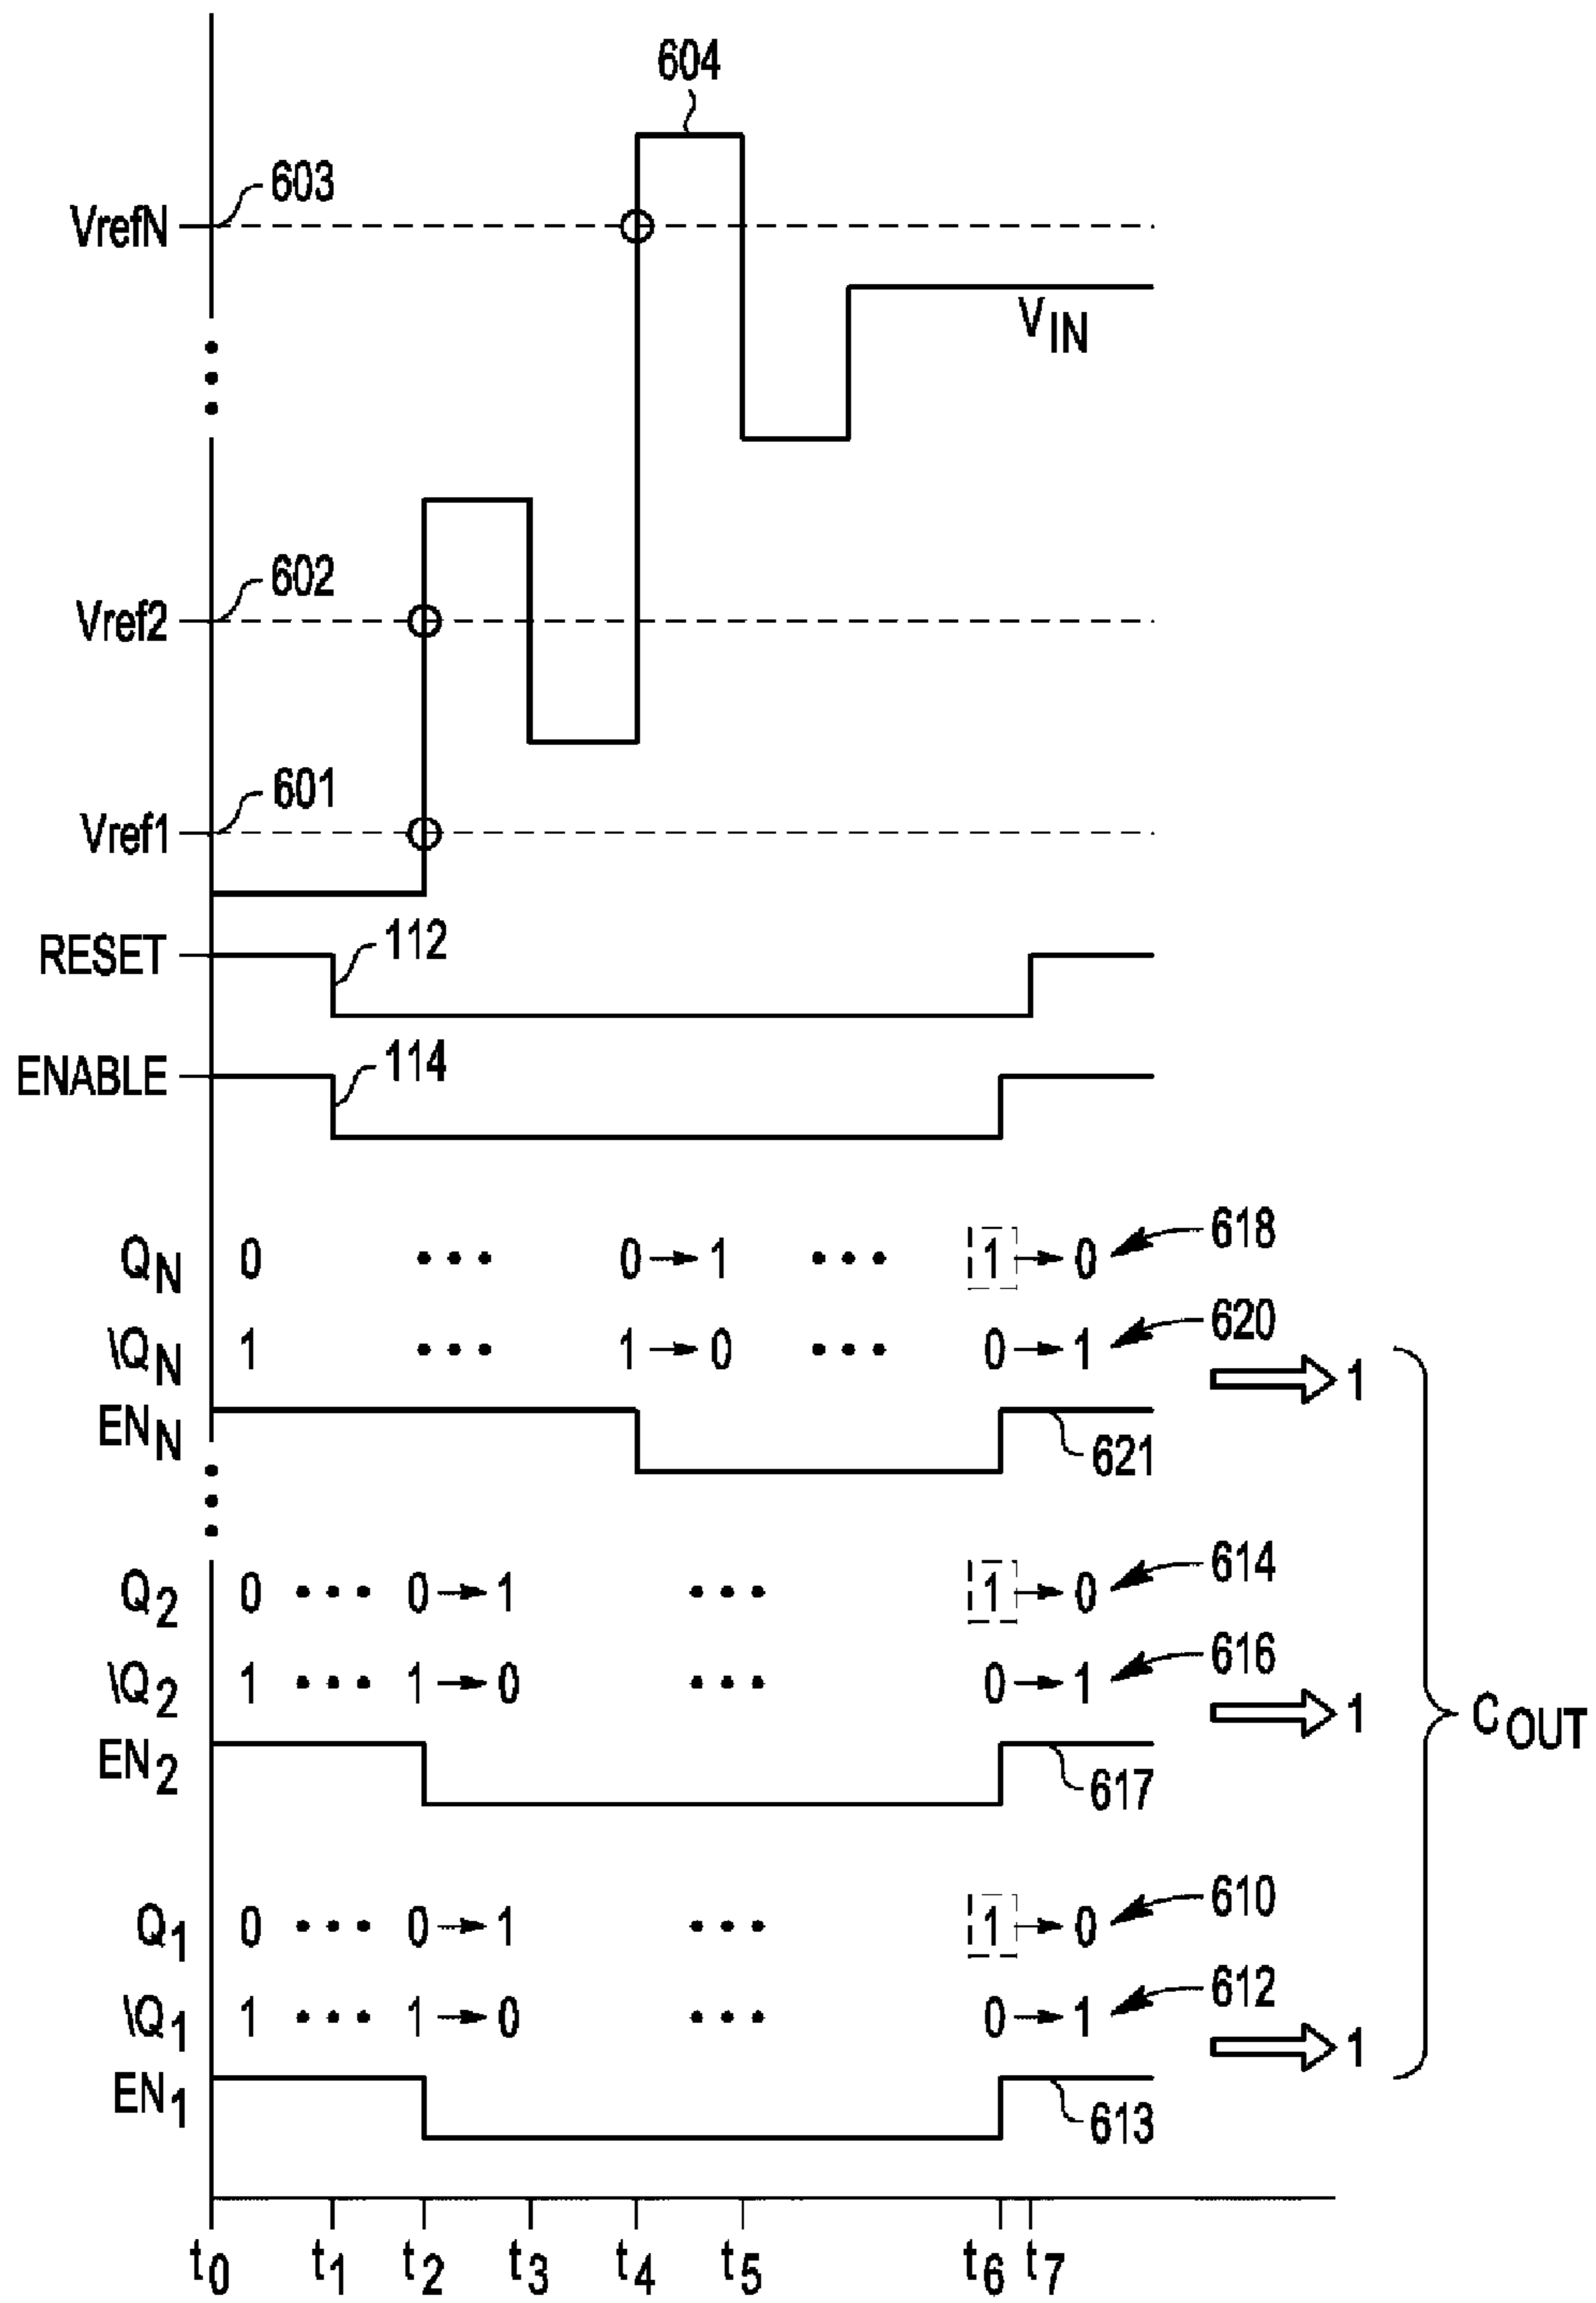 604
603
VrefN
VIN
602
Vref2
601
Vref1
RESET 112
ENABLE 114
QN 0 ••• 0→1 ••• 1→0 618
\QN 1 ••• 1→0 ••• 0→1 620
1
ENN 621
Q2 0 ••• 0→1 ••• 1→0 614
\Q2 1 ••• 1→0 ••• 0→1 616
1 COUT
EN2 617
Q1 0 ••• 0→1 ••• 1→0 610
\Q1 1 ••• 1→0 ••• 0→1 612
1
EN1 613
t0 t1 t2 t3 t4 t5 t6 t7